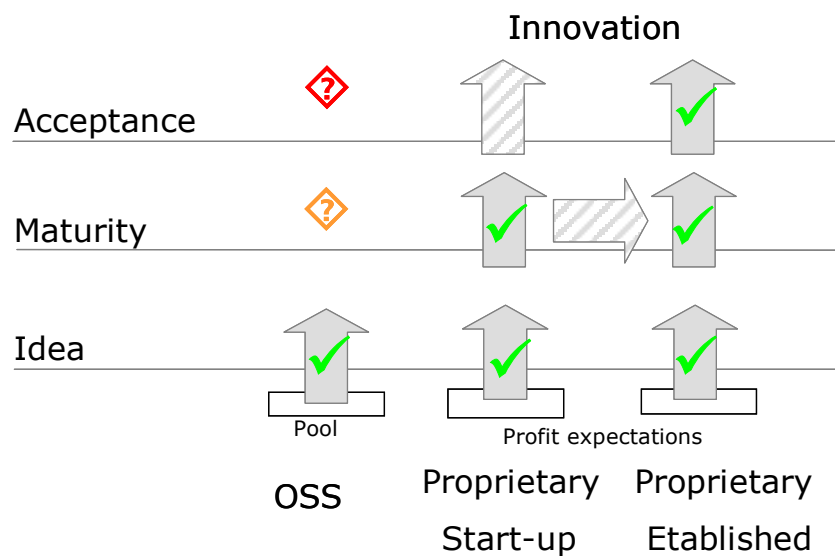 Innovation
?
Acceptance
?
Maturity
Idea
Pool
Profit expectations
OSS
Proprietary
Start-up
Proprietary
Etablished